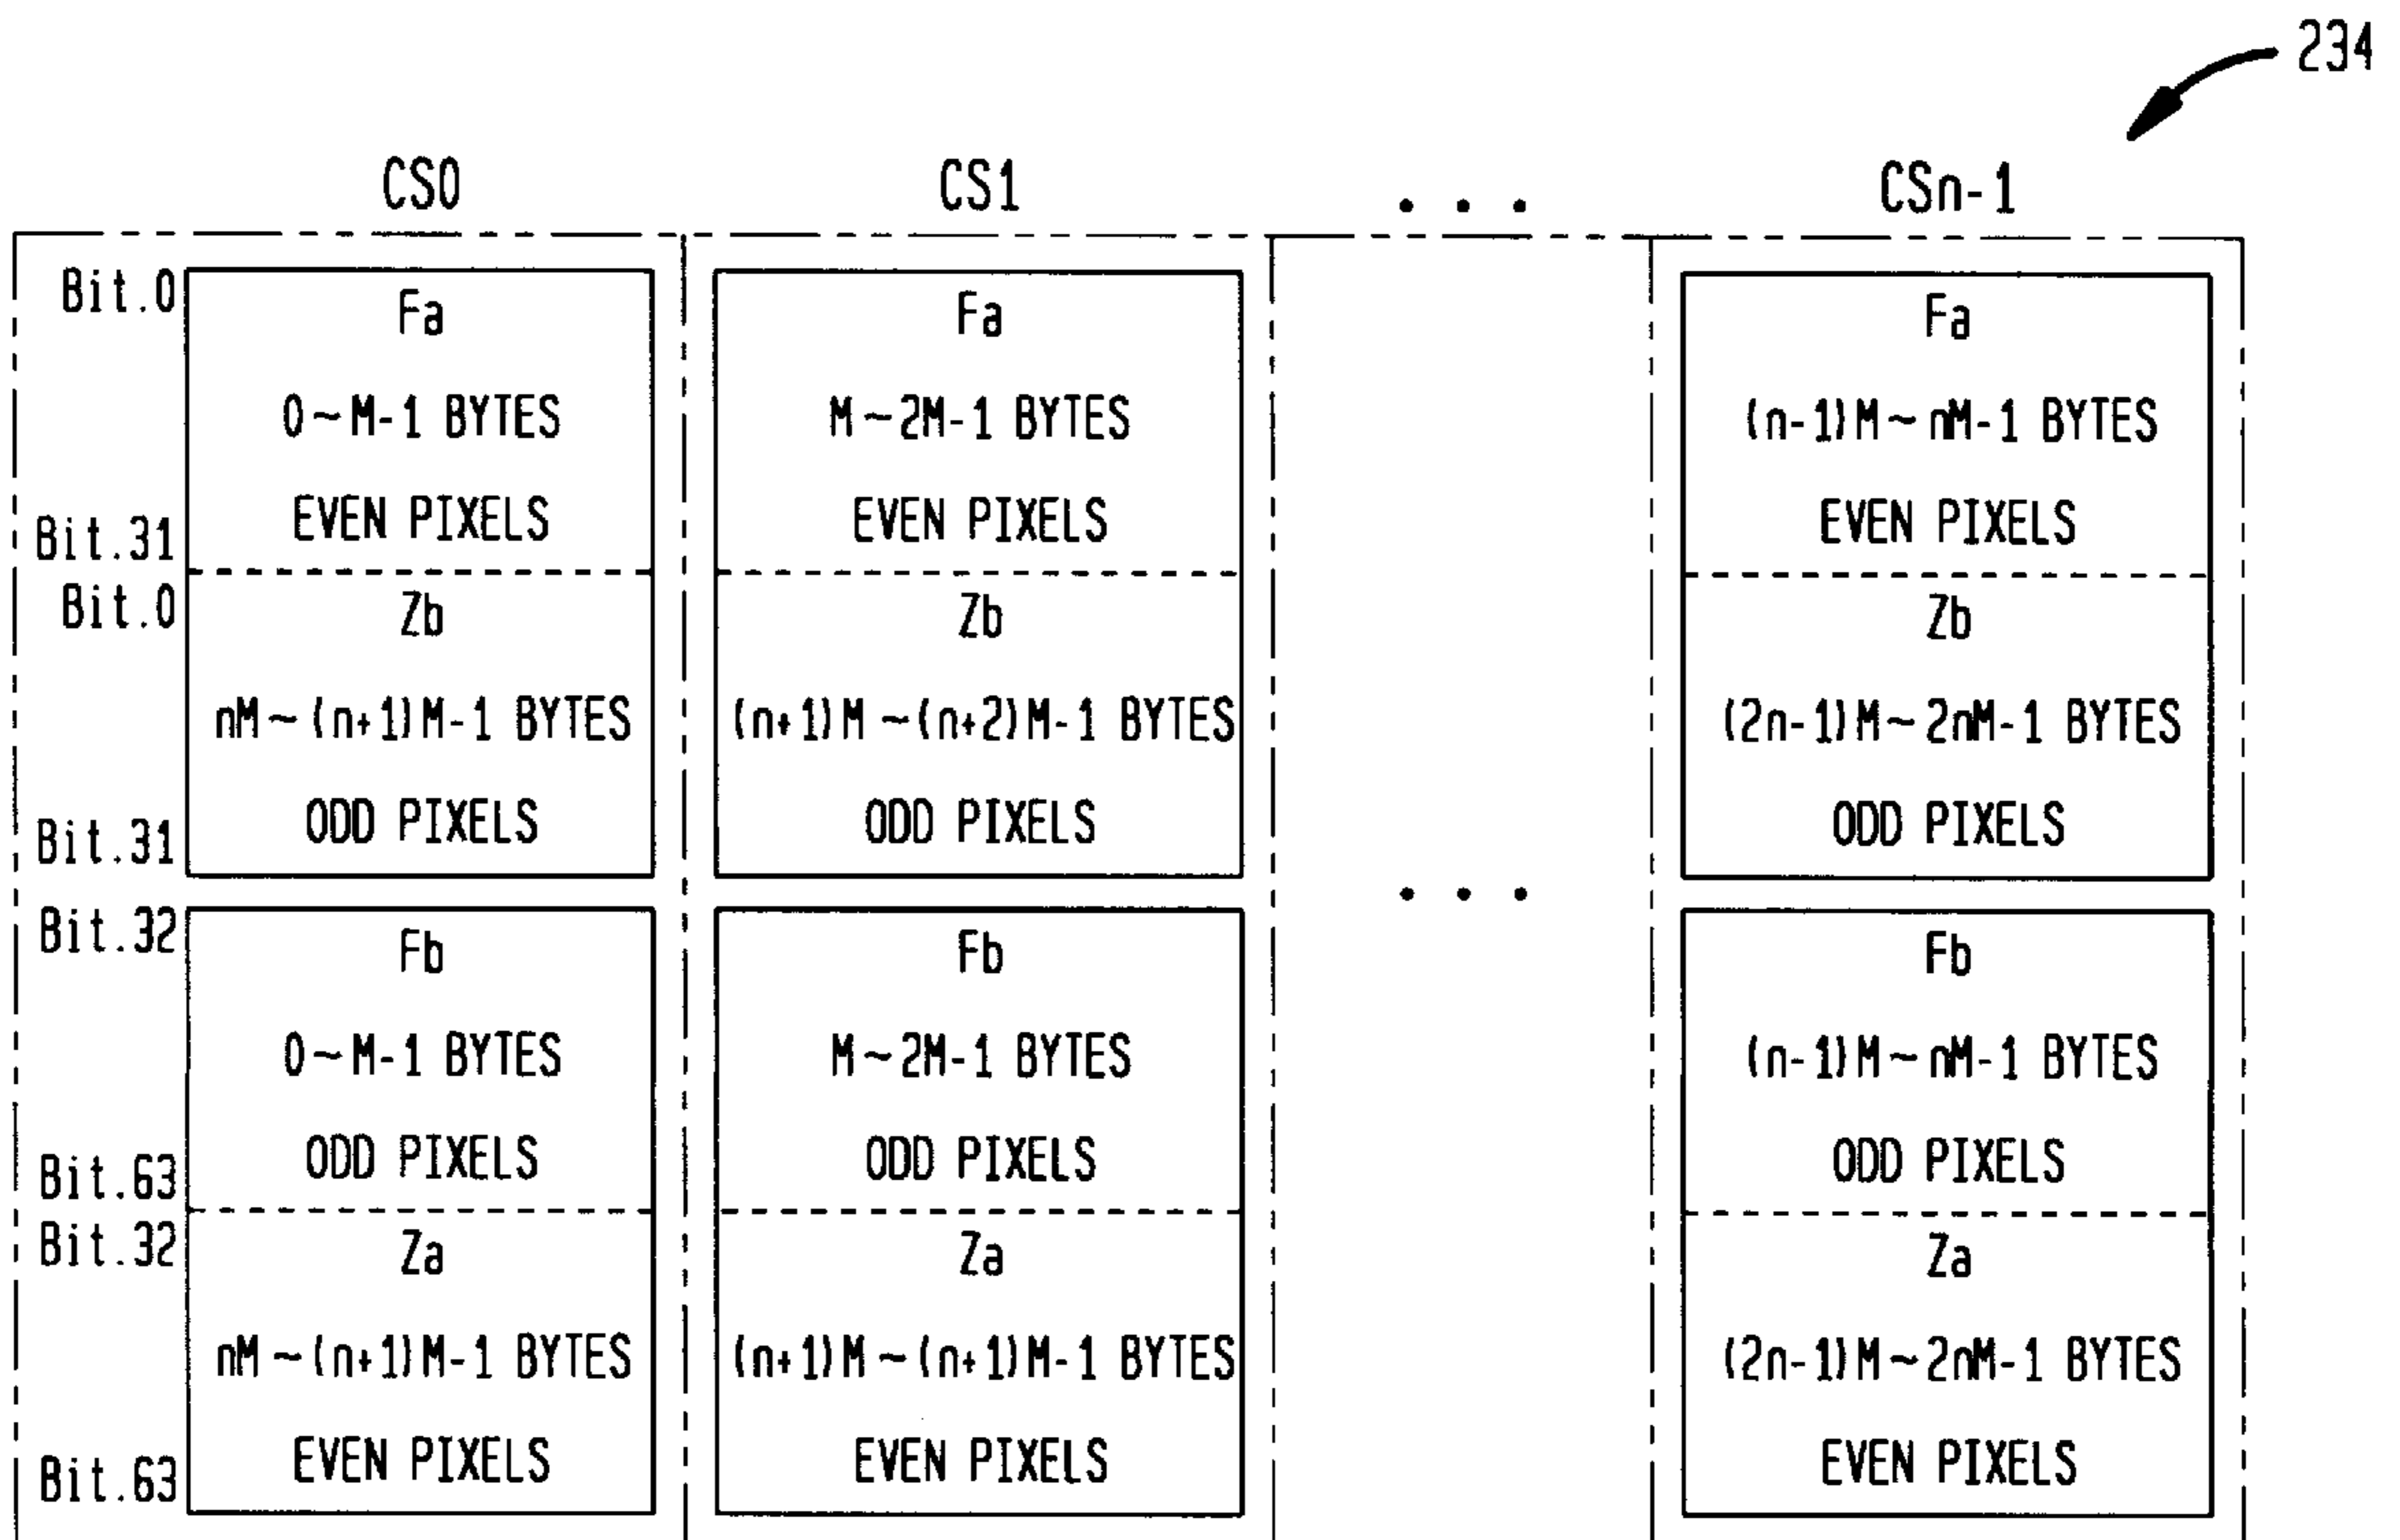 234
CS0 CS1 . . . CSn-1
Bit.0 Fa Fa Fa
0~M-1 BYTES M~2M-1 BYTES (n-1)M~nM-1 BYTES
Bit.31 EVEN PIXELS EVEN PIXELS EVEN PIXELS
Bit.0 Zb Zb Zb
nM~(n+1)M-1 BYTES (n+1)M~(n+2)M-1 BYTES (2n-1)M~2nM-1 BYTES
Bit.31 ODD PIXELS ODD PIXELS ODD PIXELS
. . .
Bit.32 Fb Fb Fb
0~M-1 BYTES M~2M-1 BYTES (n-1)M~nM-1 BYTES
Bit.63 ODD PIXELS ODD PIXELS ODD PIXELS
Bit.32 Za Za Za
nM~(n+1)M-1 BYTES (n+1)M~(n+1)M-1 BYTES (2n-1)M~2nM-1 BYTES
Bit.63 EVEN PIXELS EVEN PIXELS EVEN PIXELS